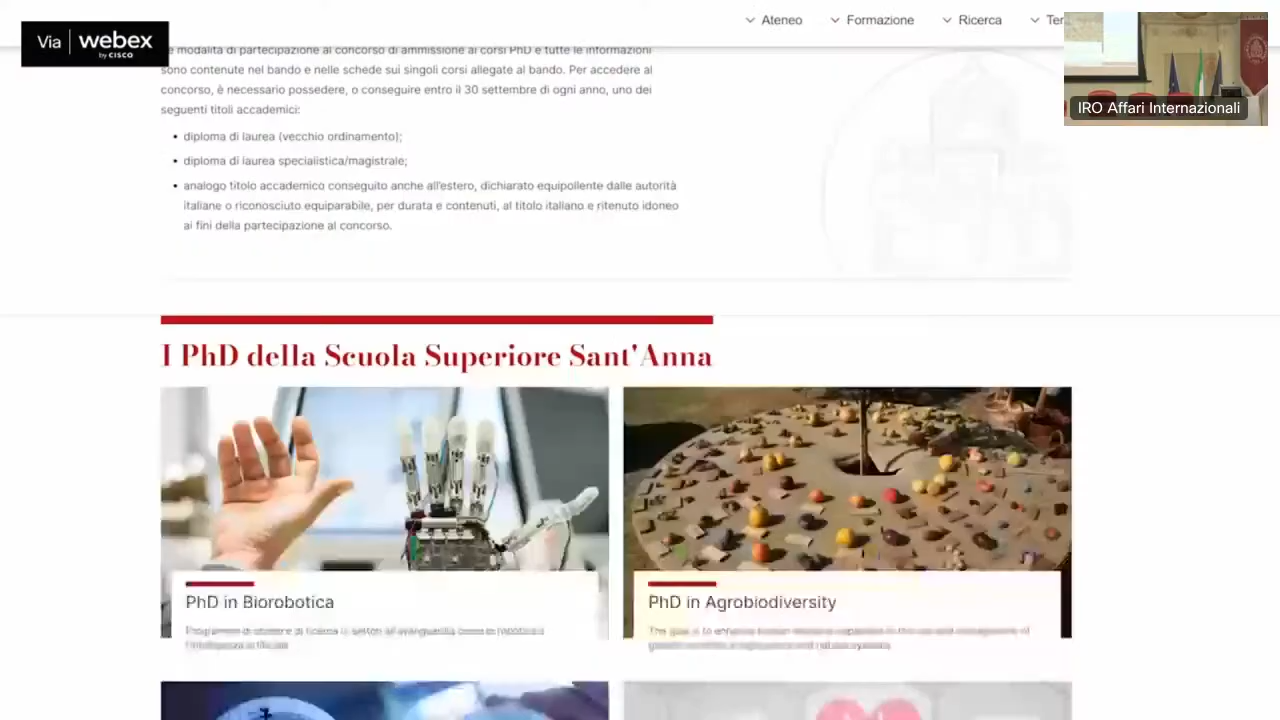 Via webex
by CISCO
Ateneo
Formazione
Ricerca
Ter
IRO Affari Internazionali
le modalità di partecipazione al concorso di ammissione ai corsi PhD e tutte le informazioni
sono contenute nel bando e nelle schede sui singoli corsi allegate al bando. Per accedere al
concorso, è necessario possedere, o conseguire entro il 30 settembre di ogni anno, uno dei
seguenti titoli accademici:
• diploma di laurea (vecchio ordinamento);
• diploma di laurea specialistica/magistrale;
• analogo titolo accademico conseguito anche all'estero, dichiarato equipollente dalle autorità
italiane o riconosciuto equiparabile, per durata e contenuti, al titolo italiano e ritenuto idoneo
ai fini della partecipazione al concorso.
I PhD della Scuola Superiore Sant'Anna
PhD in Biorobotica
PhD in Agrobiodiversity